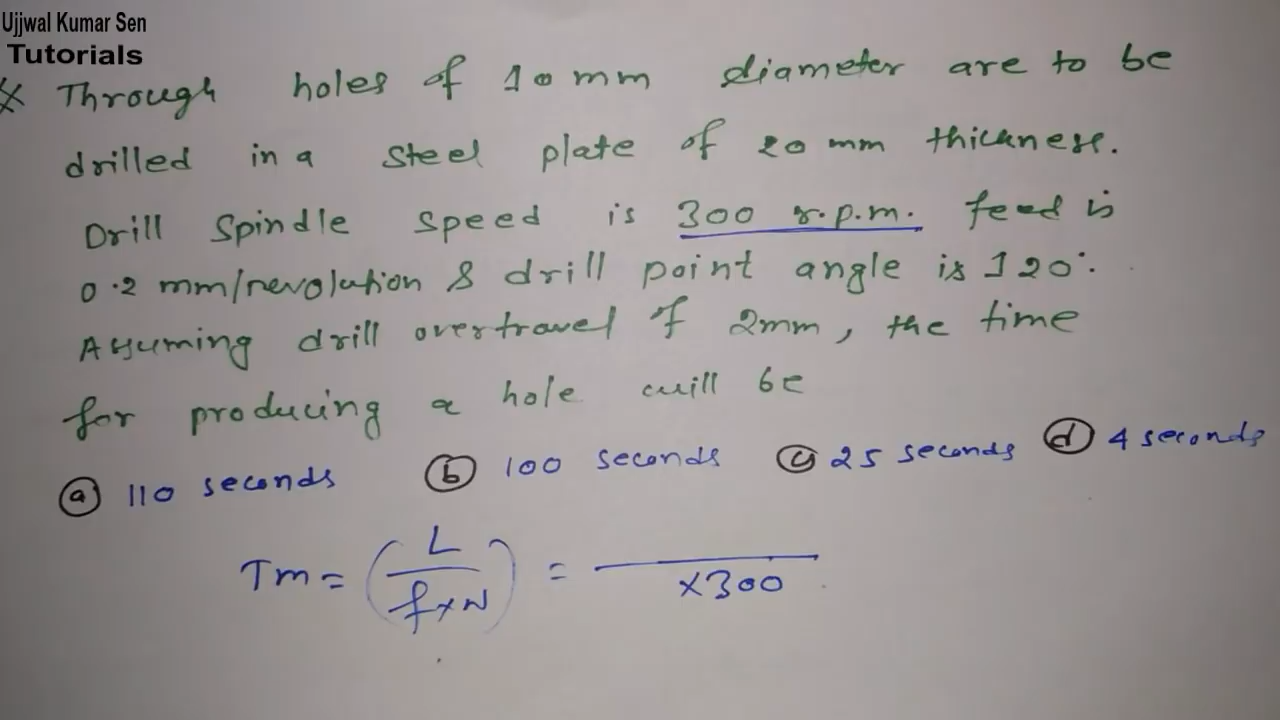 Ujjwal Kumar Sen
Tutorials
* Through holes of 10 mm diameter are to be
drilled in a steel plate of 20 mm thickness.
Drill Spindle speed is 300 r.p.m. feed is
0.2 mm/revolution & drill point angle is 120°.
Assuming drill overtravel of 2mm, the time
for producing a hole will be
(a) 110 seconds (b) 100 seconds (c) 25 seconds (d) 4 seconds
Tm = (L / f×N) = / ×300